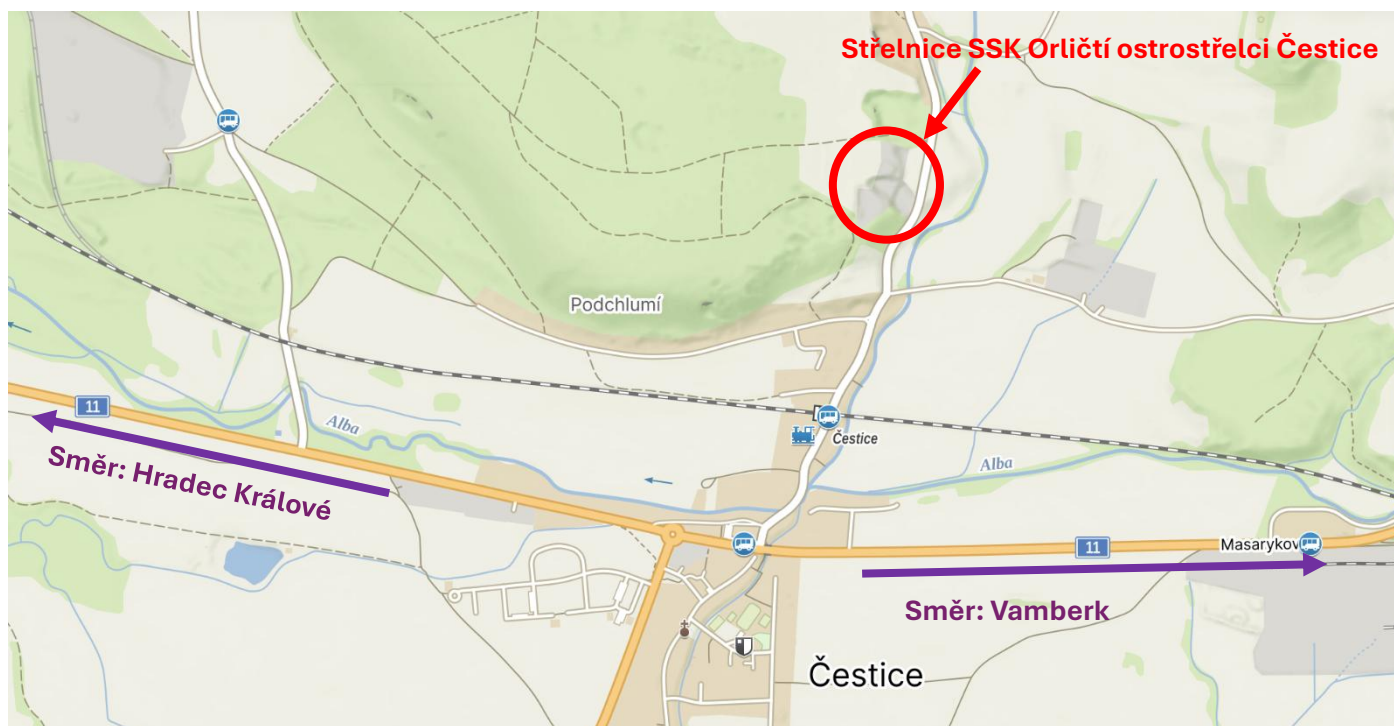 Střelnice SSK Orličtí ostrostřelci Čestice
Podchlumí
11
Alba
Čestice
Směr: Hradec Králové
Alba
11
Masarykov
Směr: Vamberk
Čestice